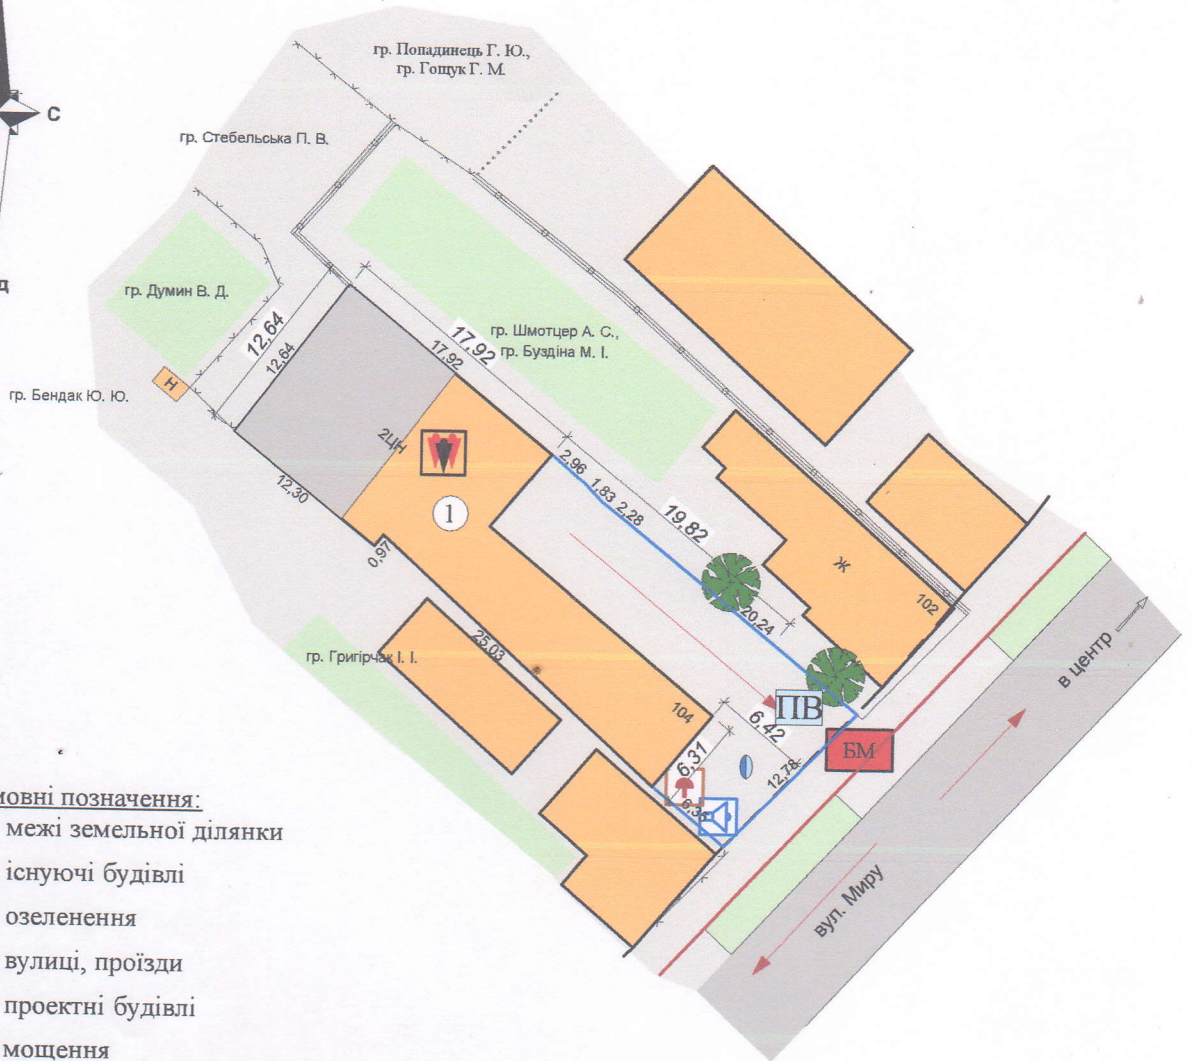 гр. Попадинець Г. Ю.,
гр. Гощук Г. М.
С
гр. Стебельська П. В.
гр. Думин В. Д.
12,64
12,64
17,92
17,92
гр. Шмотцер А. С.,
гр. Буздіна М. І.
гр. Бендак Ю. Ю.
Н
2ЦН
12,30
1
0,97
2,96
1,83
2,28
19,82
Ж
102
20,24
25,03
гр. Григірчак І. І.
104
ПВ
6,42
6,31
БМ
12,78
6,35
в центр
вул. Миру
мовні позначення:
межі земельної ділянки
існуючі будівлі
озеленення
вулиці, проїзди
проектні будівлі
мощення